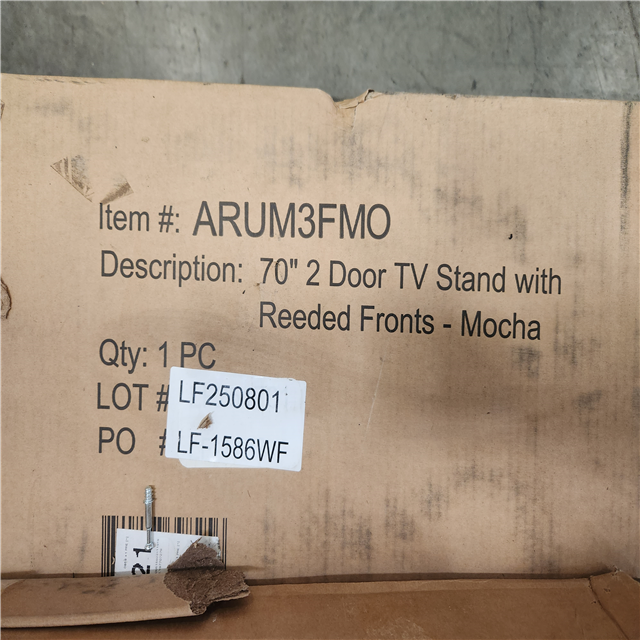 Item #: ARUM3FMO
Description: 70" 2 Door TV Stand with
Reeded Fronts - Mocha
Qty: 1 PC
LOT # LF250801
PO # LF-1586WF
21